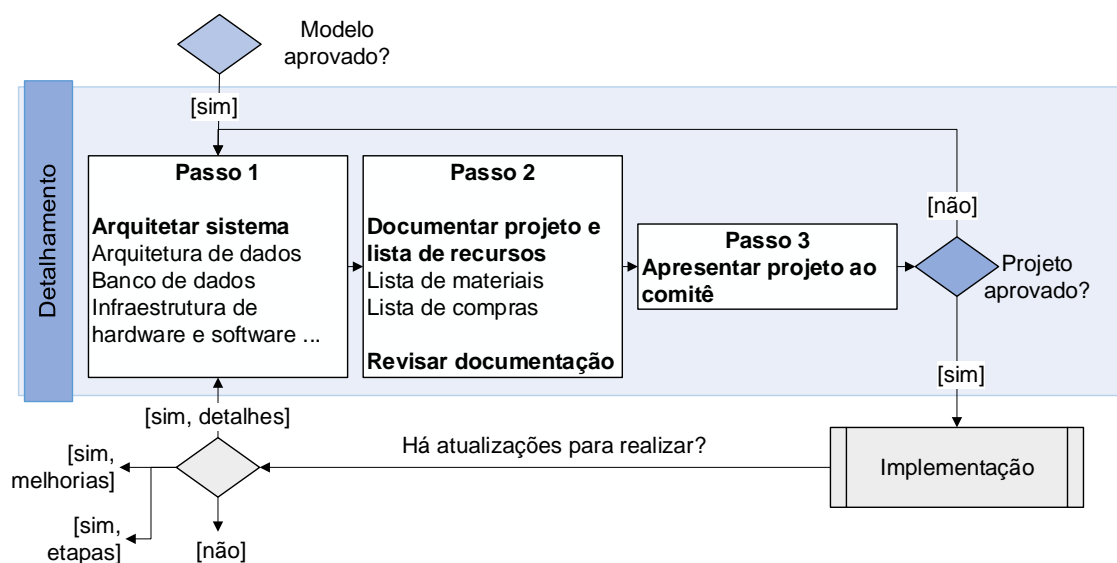 Modelo
aprovado?
[sim]
Detalhamento
Passo 1
Arquitetar sistema
Arquitetura de dados
Banco de dados
Infraestrutura de
hardware e software ...
Passo 2
Documentar projeto e
lista de recursos
Lista de materiais
Lista de compras
Revisar documentação
Passo 3
Apresentar projeto ao
comitê
[não]
Projeto
aprovado?
[sim]
[sim, detalhes]
Há atualizações para realizar?
Implementação
[sim,
melhorias]
[sim,
etapas]
[não]